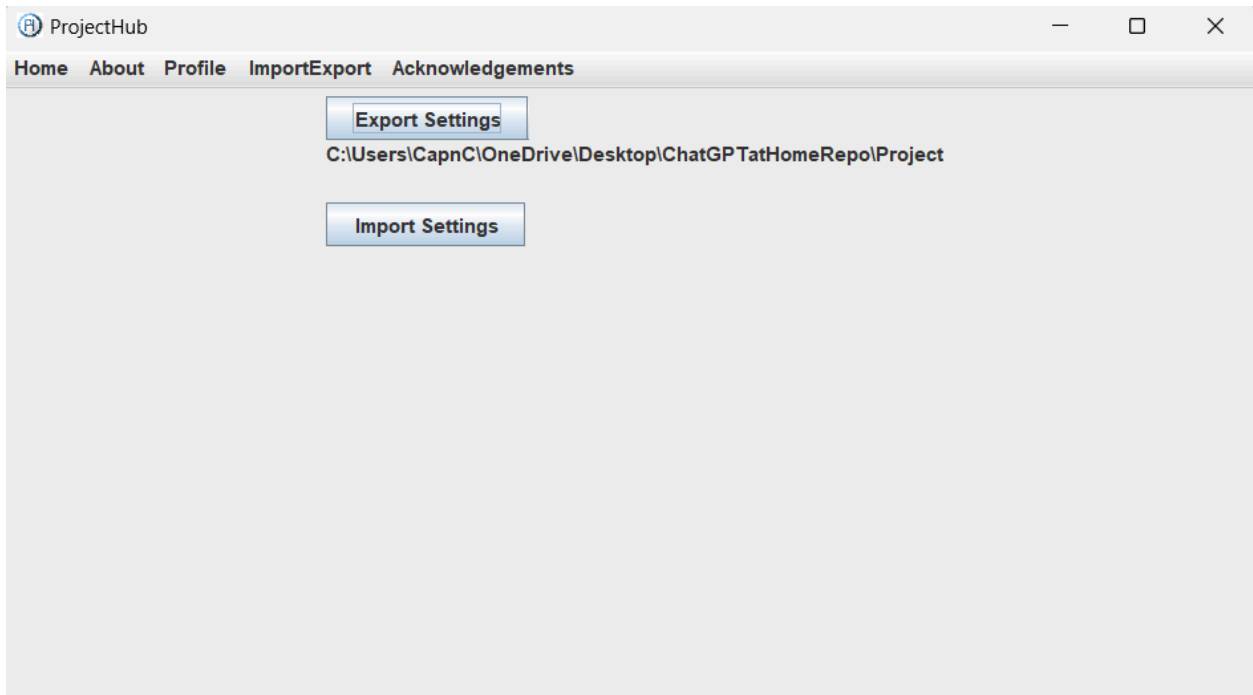 ProjectHub
Home About Profile ImportExport Acknowledgements
Export Settings
C:\Users\CapnC\OneDrive\Desktop\ChatGPTatHomeRepo\Project
Import Settings